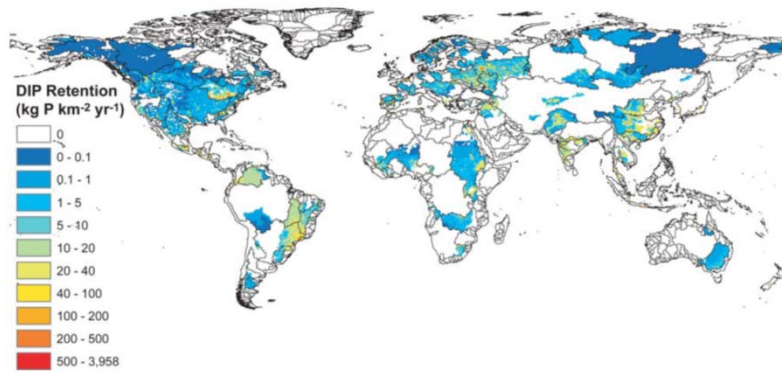 DIP Retention
(kg P km⁻² yr⁻¹)
0
0 - 0.1
0.1 - 1
1 - 5
5 - 10
10 - 20
20 - 40
40 - 100
100 - 200
200 - 500
500 - 3,958